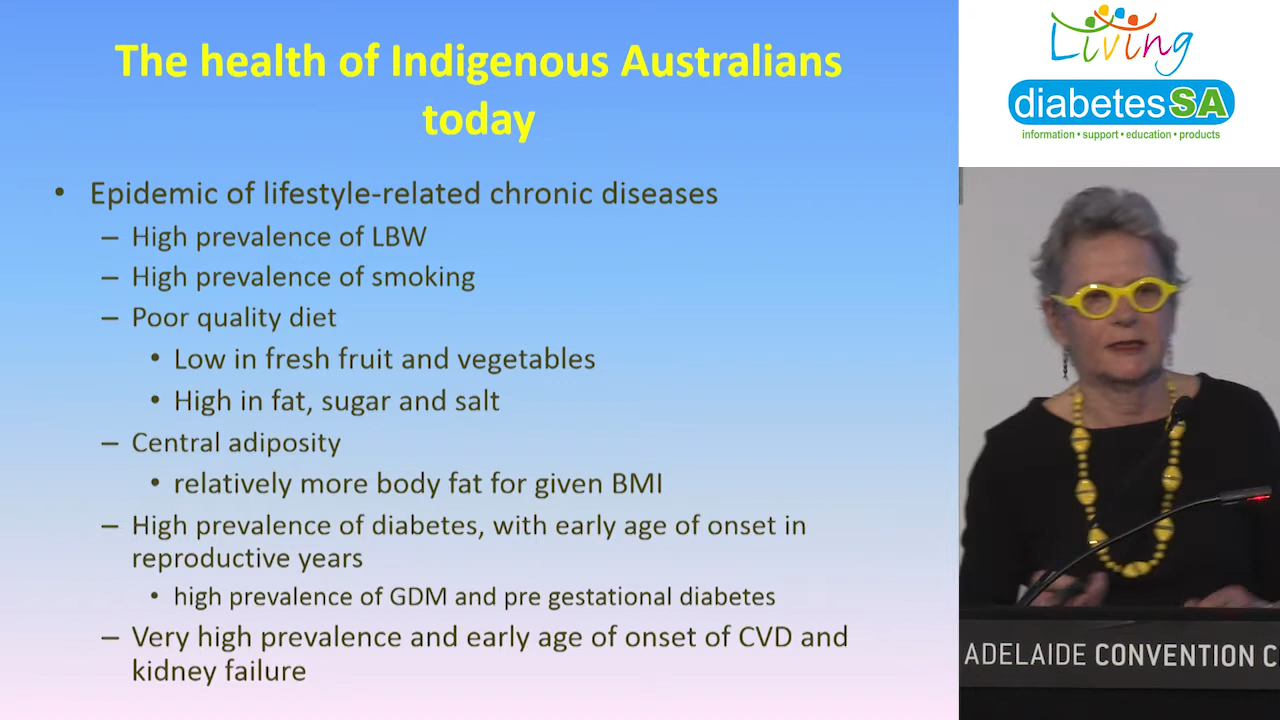 The health of Indigenous Australians
today
• Epidemic of lifestyle-related chronic diseases
– High prevalence of LBW
– High prevalence of smoking
– Poor quality diet
• Low in fresh fruit and vegetables
• High in fat, sugar and salt
– Central adiposity
• relatively more body fat for given BMI
– High prevalence of diabetes, with early age of onset in
reproductive years
• high prevalence of GDM and pre gestational diabetes
– Very high prevalence and early age of onset of CVD and
kidney failure
Living
diabetesSA
information • support • education • products
ADELAIDE CONVENTION C